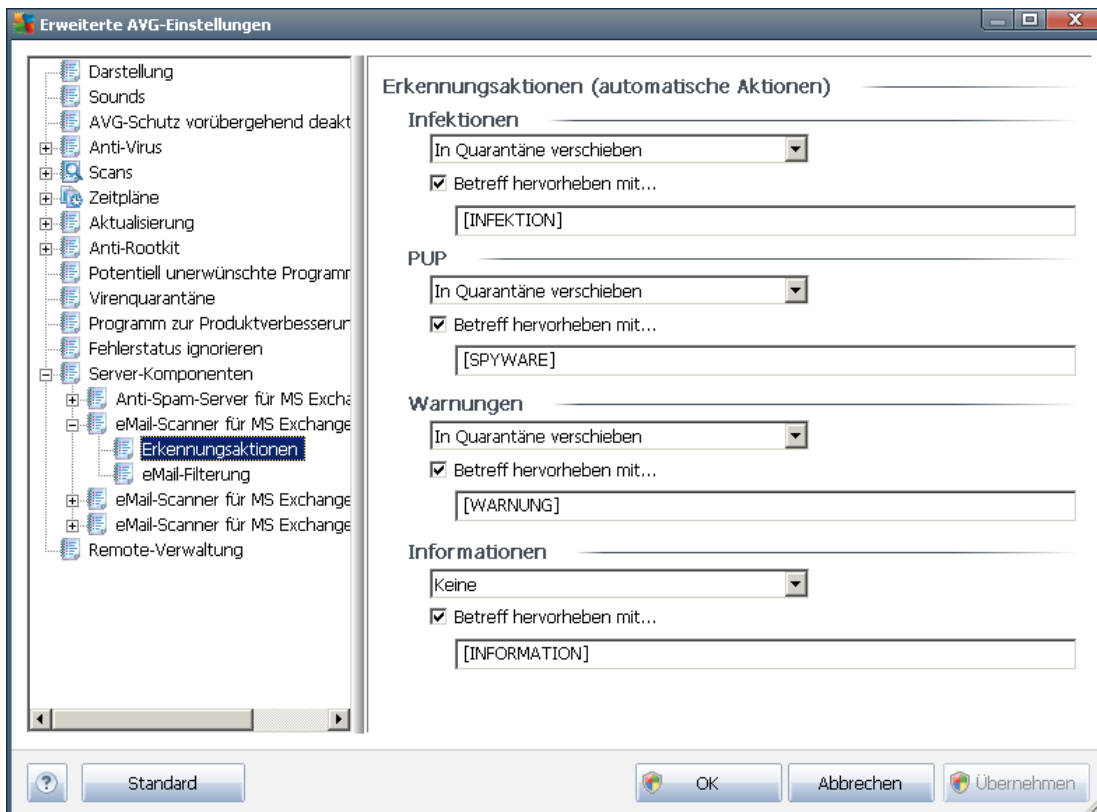 Erweiterte AVG-Einstellungen
Darstellung
Sounds
AVG-Schutz vorübergehend deakt
Anti-Virus
Scans
Zeitpläne
Aktualisierung
Anti-Rootkit
Potentiell unerwünschte Programm
Virenquarantäne
Programm zur Produktverbesserun
Fehlerstatus ignorieren
Server-Komponenten
Anti-Spam-Server für MS Excha
eMail-Scanner für MS Exchange
Erkennungsaktionen
eMail-Filterung
eMail-Scanner für MS Exchange
eMail-Scanner für MS Exchange
Remote-Verwaltung
Erkennungsaktionen (automatische Aktionen)
Infektionen
In Quarantäne verschieben
Betreff hervorheben mit...
[INFEKTION]
PUP
In Quarantäne verschieben
Betreff hervorheben mit...
[SPYWARE]
Warnungen
In Quarantäne verschieben
Betreff hervorheben mit...
[WARNUNG]
Informationen
Keine
Betreff hervorheben mit...
[INFORMATION]
? Standard OK Abbrechen Übernehmen